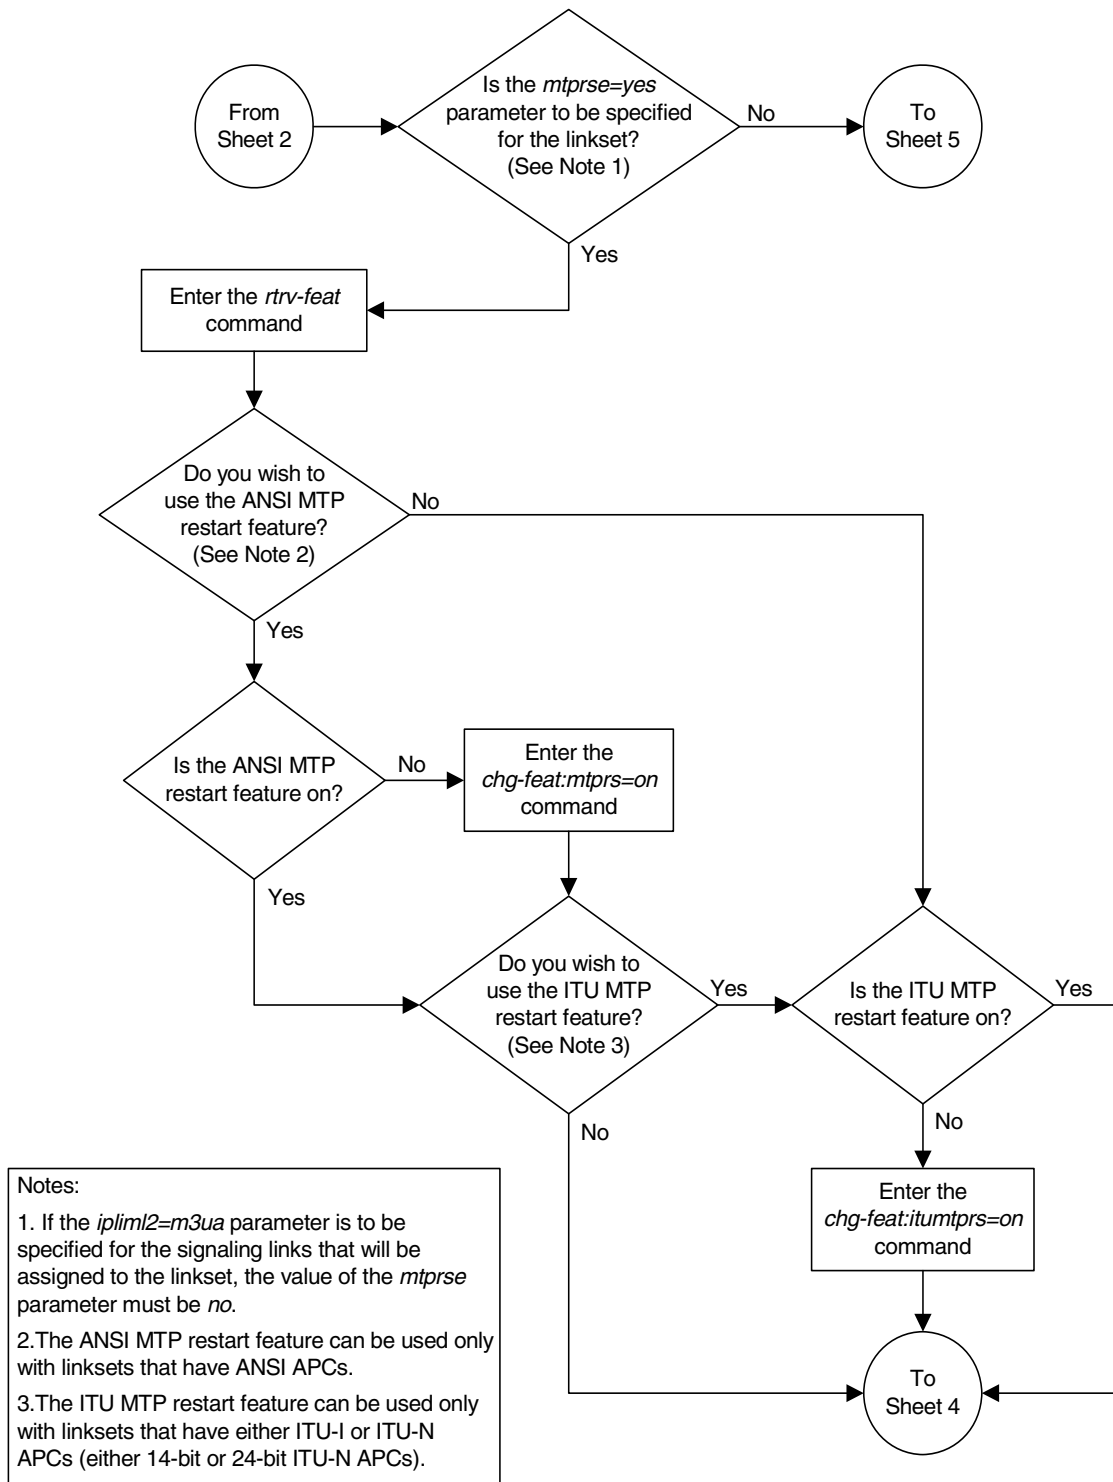 From
Sheet 2
Is the mtprse=yes
parameter to be specified
for the linkset?
(See Note 1)
No
To
Sheet 5
Yes
Enter the rtrv-feat
command
Do you wish to
use the ANSI MTP
restart feature?
(See Note 2)
No
Yes
Is the ANSI MTP
restart feature on?
No
Enter the
chg-feat:mtprs=on
command
Yes
Do you wish to
use the ITU MTP
restart feature?
(See Note 3)
Yes
Is the ITU MTP
restart feature on?
Yes
No
No
Enter the
chg-feat:itumtprs=on
command
To
Sheet 4
Notes:
1. If the ipliml2=m3ua parameter is to be
specified for the signaling links that will be
assigned to the linkset, the value of the mtprse
parameter must be no.
2.The ANSI MTP restart feature can be used only
with linksets that have ANSI APCs.
3.The ITU MTP restart feature can be used only
with linksets that have either ITU-I or ITU-N
APCs (either 14-bit or 24-bit ITU-N APCs).